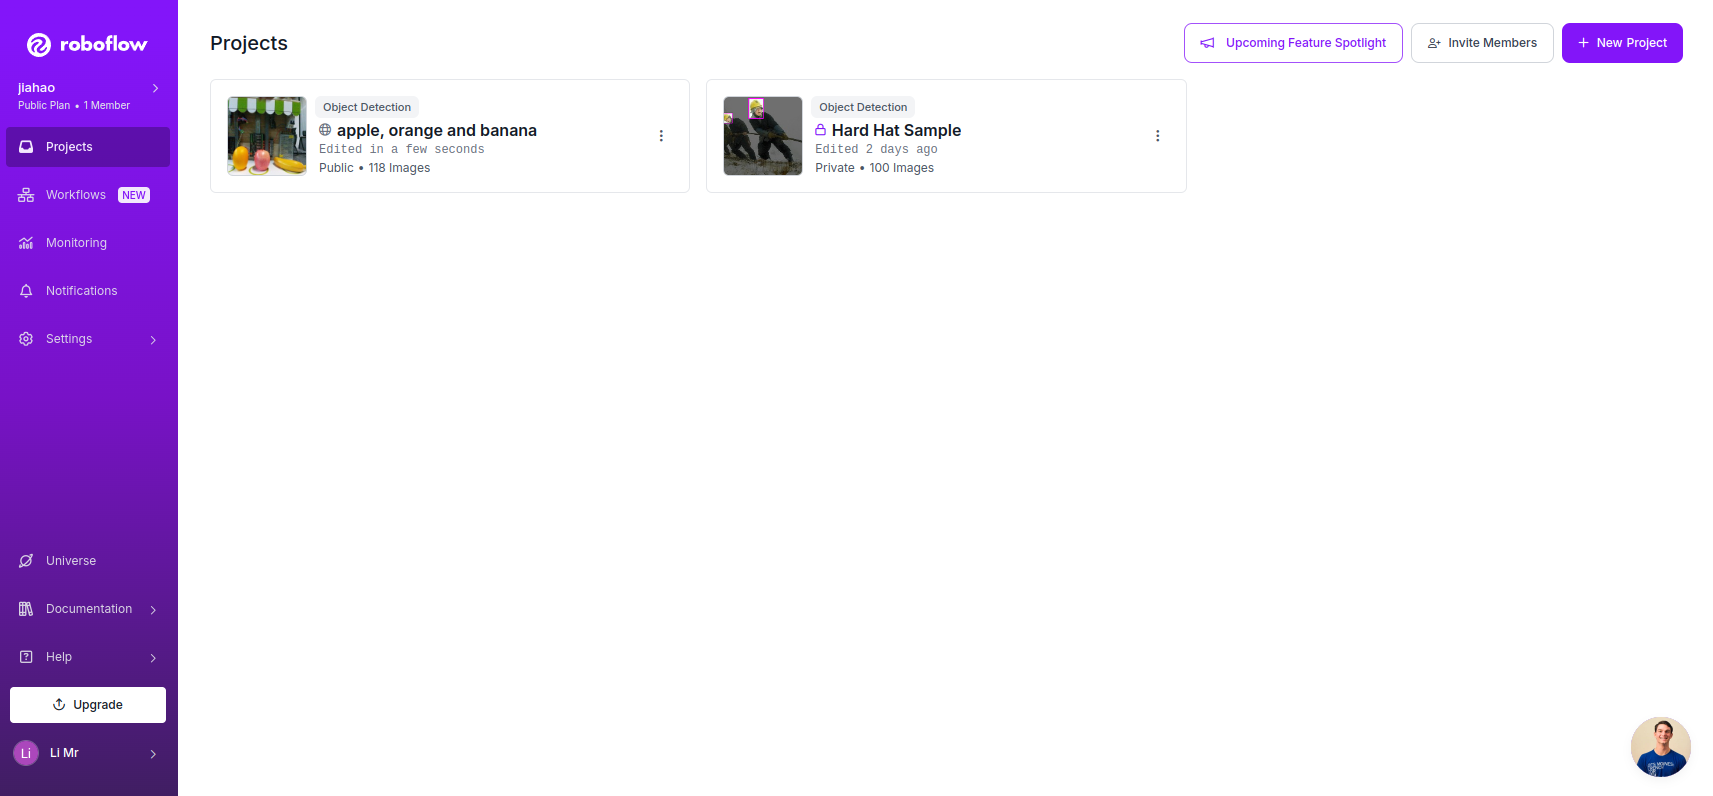 roboflow
jiahao
Public Plan • 1 Member
Projects
Workflows NEW
Monitoring
Notifications
Settings
Universe
Documentation
Help
Upgrade
Li Li Mr
Projects
Upcoming Feature Spotlight
Invite Members
New Project
Object Detection
apple, orange and banana
Edited in a few seconds
Public • 118 Images
Object Detection
Hard Hat Sample
Edited 2 days ago
Private • 100 Images